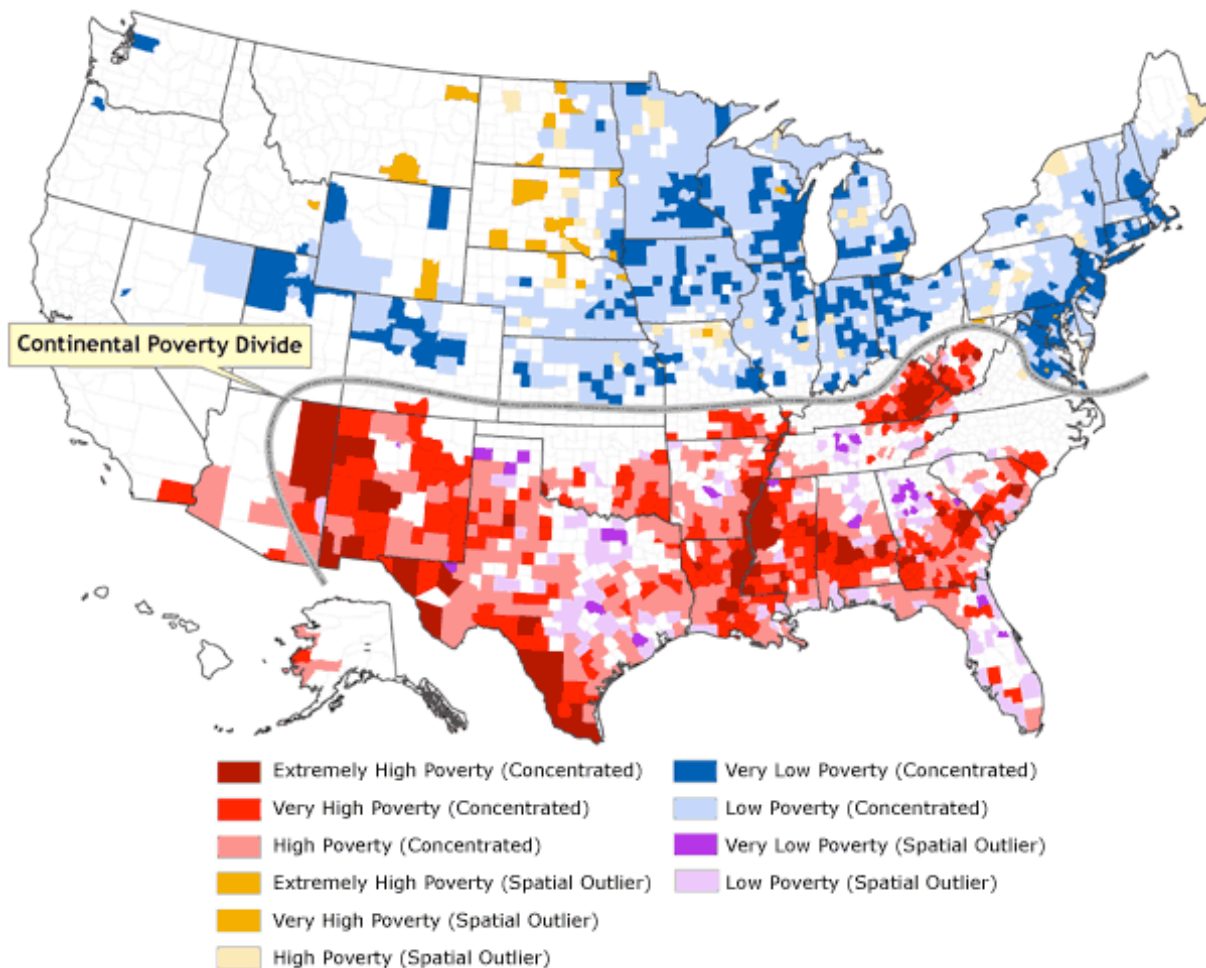 Continental Poverty Divide
Extremely High Poverty (Concentrated)
Very High Poverty (Concentrated)
High Poverty (Concentrated)
Extremely High Poverty (Spatial Outlier)
Very High Poverty (Spatial Outlier)
High Poverty (Spatial Outlier)
Very Low Poverty (Concentrated)
Low Poverty (Concentrated)
Very Low Poverty (Spatial Outlier)
Low Poverty (Spatial Outlier)